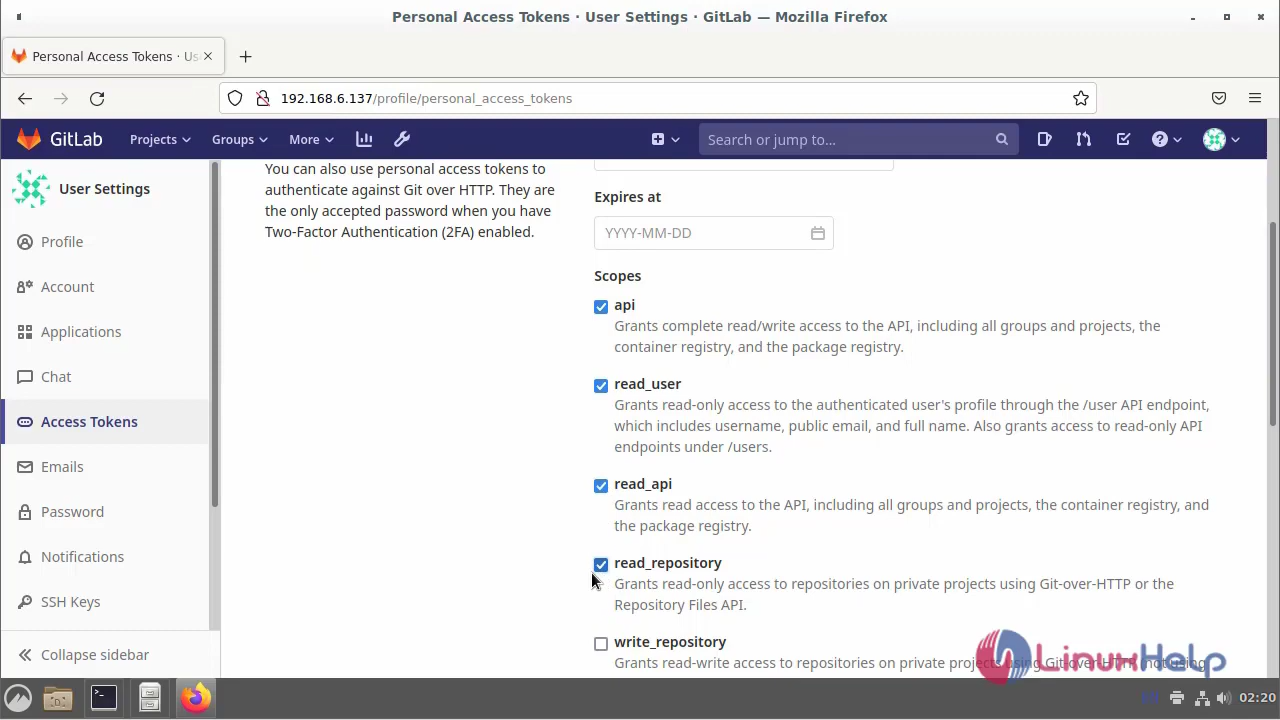 Personal Access Tokens · User Settings · GitLab — Mozilla Firefox
Personal Access Tokens · Us
192.168.6.137/profile/personal_access_tokens
GitLab Projects Groups More Search or jump to...
User Settings
Profile
Account
Applications
Chat
Access Tokens
Emails
Password
Notifications
SSH Keys
Collapse sidebar
You can also use personal access tokens to
authenticate against Git over HTTP. They are
the only accepted password when you have
Two-Factor Authentication (2FA) enabled.
Expires at
YYYY-MM-DD
Scopes
api
Grants complete read/write access to the API, including all groups and projects, the
container registry, and the package registry.
read_user
Grants read-only access to the authenticated user's profile through the /user API endpoint,
which includes username, public email, and full name. Also grants access to read-only API
endpoints under /users.
read_api
Grants read access to the API, including all groups and projects, the container registry, and
the package registry.
read_repository
Grants read-only access to repositories on private projects using Git-over-HTTP or the
Repository Files API.
write_repository
Grants read-write access to repositories on private projects using Git-over-HTTP (not using
LinuxHelp
02:20